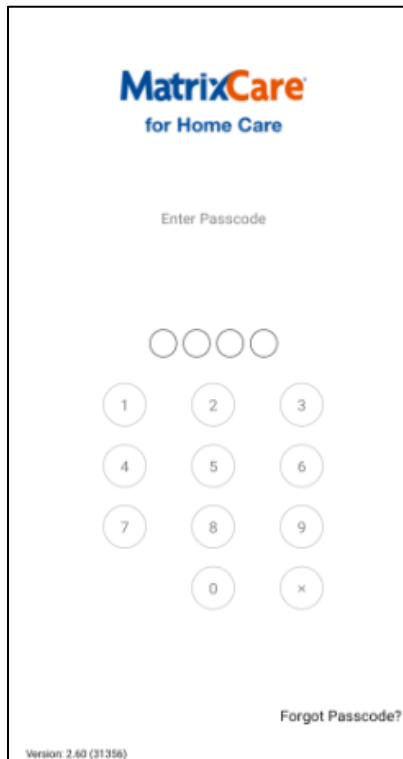 MatrixCare
for Home Care
Enter Passcode
1 2 3
4 5 6
7 8 9
0 ×
Forgot Passcode?
Version: 2.60 (31356)